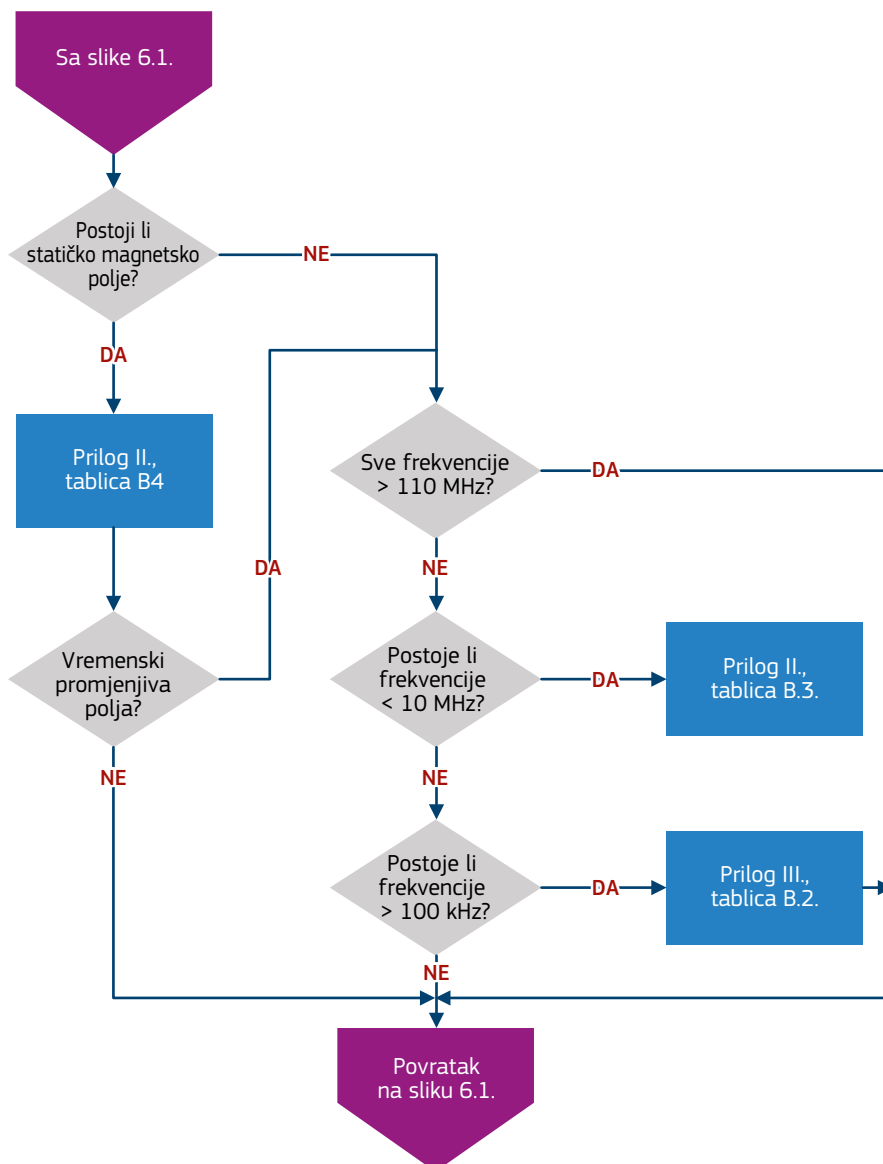 Sa slike 6.1.
Postoji li
statičko magnetsko
polje?
NE
DA
Prilog II.,
tablica B4
Sve frekvencije
> 110 MHz?
DA
DA
NE
Vremenski
promjenjiva
polja?
Postoje li
frekvencije
< 10 MHz?
DA
Prilog II.,
tablica B.3.
NE
NE
Postoje li
frekvencije
> 100 kHz?
DA
Prilog III.,
tablica B.2.
NE
Povratak
na sliku 6.1.